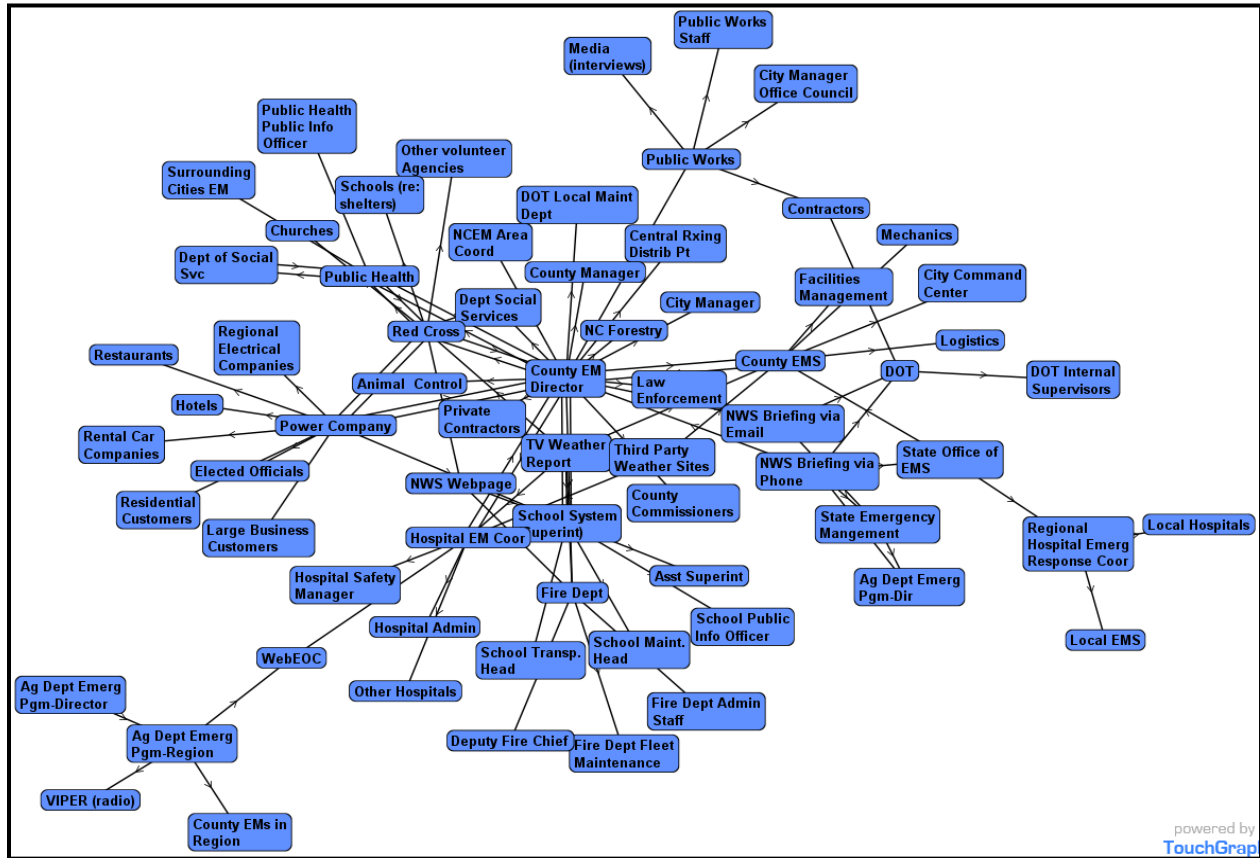 Public Works
Staff
Media
(interviews)
City Manager
Office Council
Public Health
Public Info
Officer
Other volunteer
Agencies
Public Works
Surrounding
Cities EM
Schools (re:
shelters)
DOT Local Maint
Dept
Contractors
Churches
NCEM Area
Coord
Central Rxing
Distrib Pt
Mechanics
Dept of Social
Svc
Public Health
County Manager
Facilities
Management
City Command
Center
Dept Social
Services
City Manager
Regional
Electrical
Companies
Red Cross
NC Forestry
Logistics
Restaurants
County EM
Director
County EMS
DOT
DOT Internal
Supervisors
Animal Control
Law
Enforcement
Hotels
Power Company
Private
Contractors
NWS Briefing via
Email
Rental Car
Companies
TV Weather
Report
Third Party
Weather Sites
NWS Briefing via
Phone
State Office of
EMS
Elected Officials
NWS Webpage
Residential
Customers
County
Commissioners
Large Business
Customers
Hospital EM Coor
School System
Superint)
State Emergency
Mangement
Regional
Hospital Emerg
Response Coor
Local Hospitals
Hospital Safety
Manager
Asst Superint
Ag Dept Emerg
Pgm-Dir
Fire Dept
School Public
Info Officer
Hospital Admin
Local EMS
School Transp.
Head
School Maint.
Head
WebEOC
Other Hospitals
Ag Dept Emerg
Pgm-Director
Fire Dept Admin
Staff
Ag Dept Emerg
Pgm-Region
Deputy Fire Chief
Fire Dept Fleet
Maintenance
VIPER (radio)
County EMs in
Region
powered by
TouchGrap